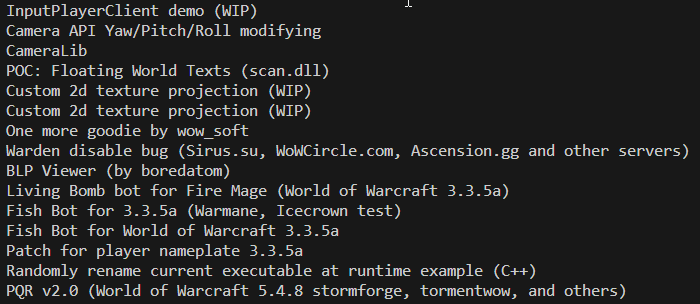 InputPlayerClient demo (WIP)
Camera API Yaw/Pitch/Roll modifying
CameraLib
POC: Floating World Texts (scan.dll)
Custom 2d texture projection (WIP)
Custom 2d texture projection (WIP)
One more goodie by wow_soft
Warden disable bug (Sirus.su, WoWCircle.com, Ascension.gg and other servers)
BLP Viewer (by boredatom)
Living Bomb bot for Fire Mage (World of Warcraft 3.3.5a)
Fish Bot for 3.3.5a (Warmane, Icecrown test)
Fish Bot for World of Warcraft 3.3.5a
Patch for player nameplate 3.3.5a
Randomly rename current executable at runtime example (C++)
PQR v2.0 (World of Warcraft 5.4.8 stormforge, tormentwow, and others)